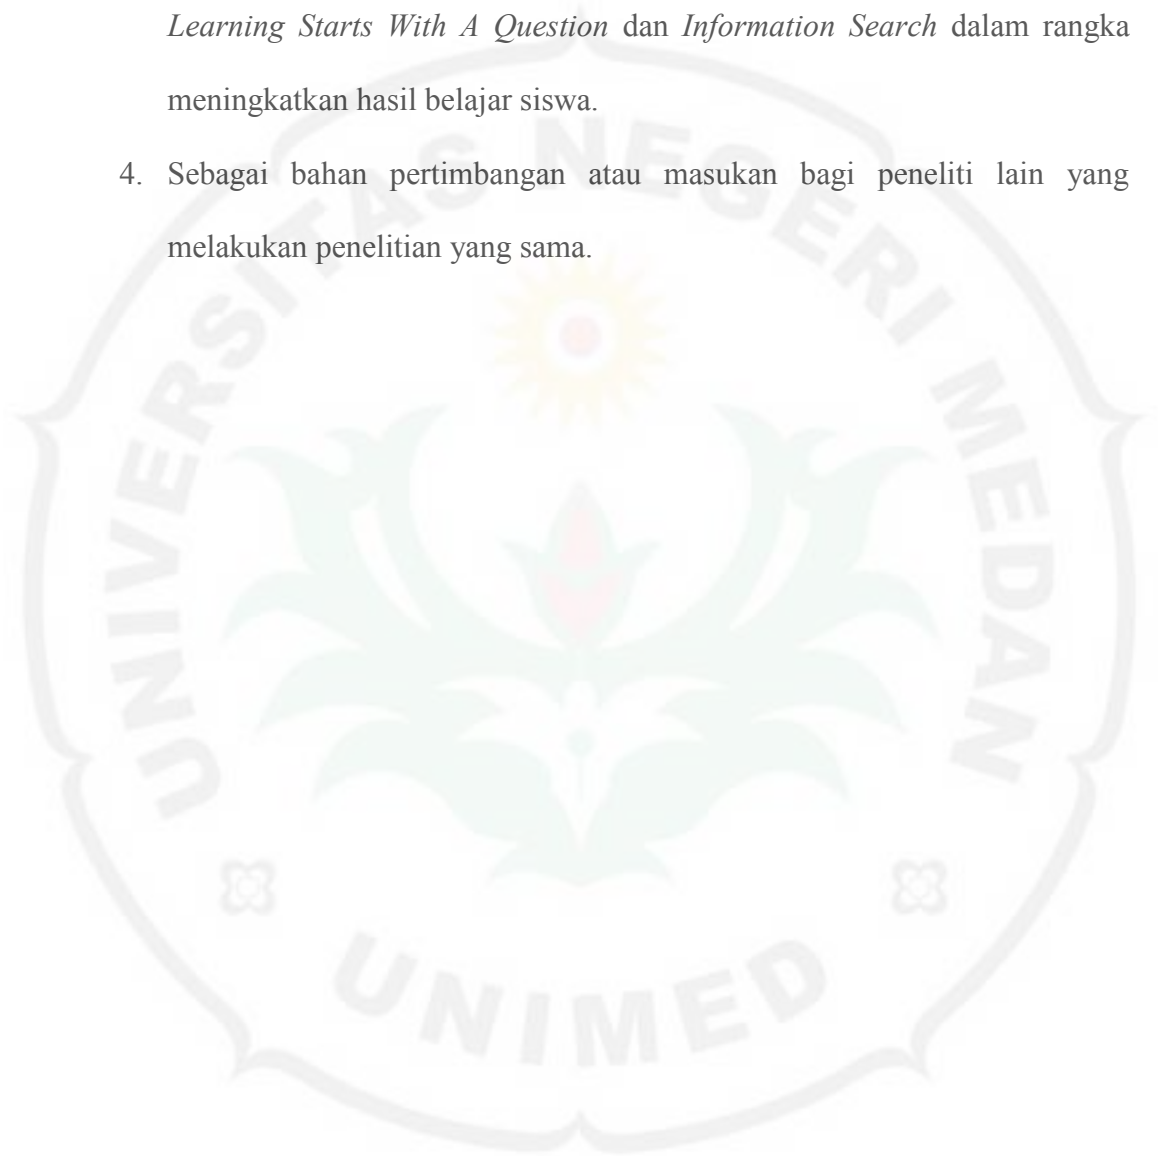 Learning Starts With A Question dan Information Search dalam rangka
meningkatkan hasil belajar siswa.
4. Sebagai bahan pertimbangan atau masukan bagi peneliti lain yang
melakukan penelitian yang sama.
UNIVERSITAS NEGERI MEDAN
UNIMED